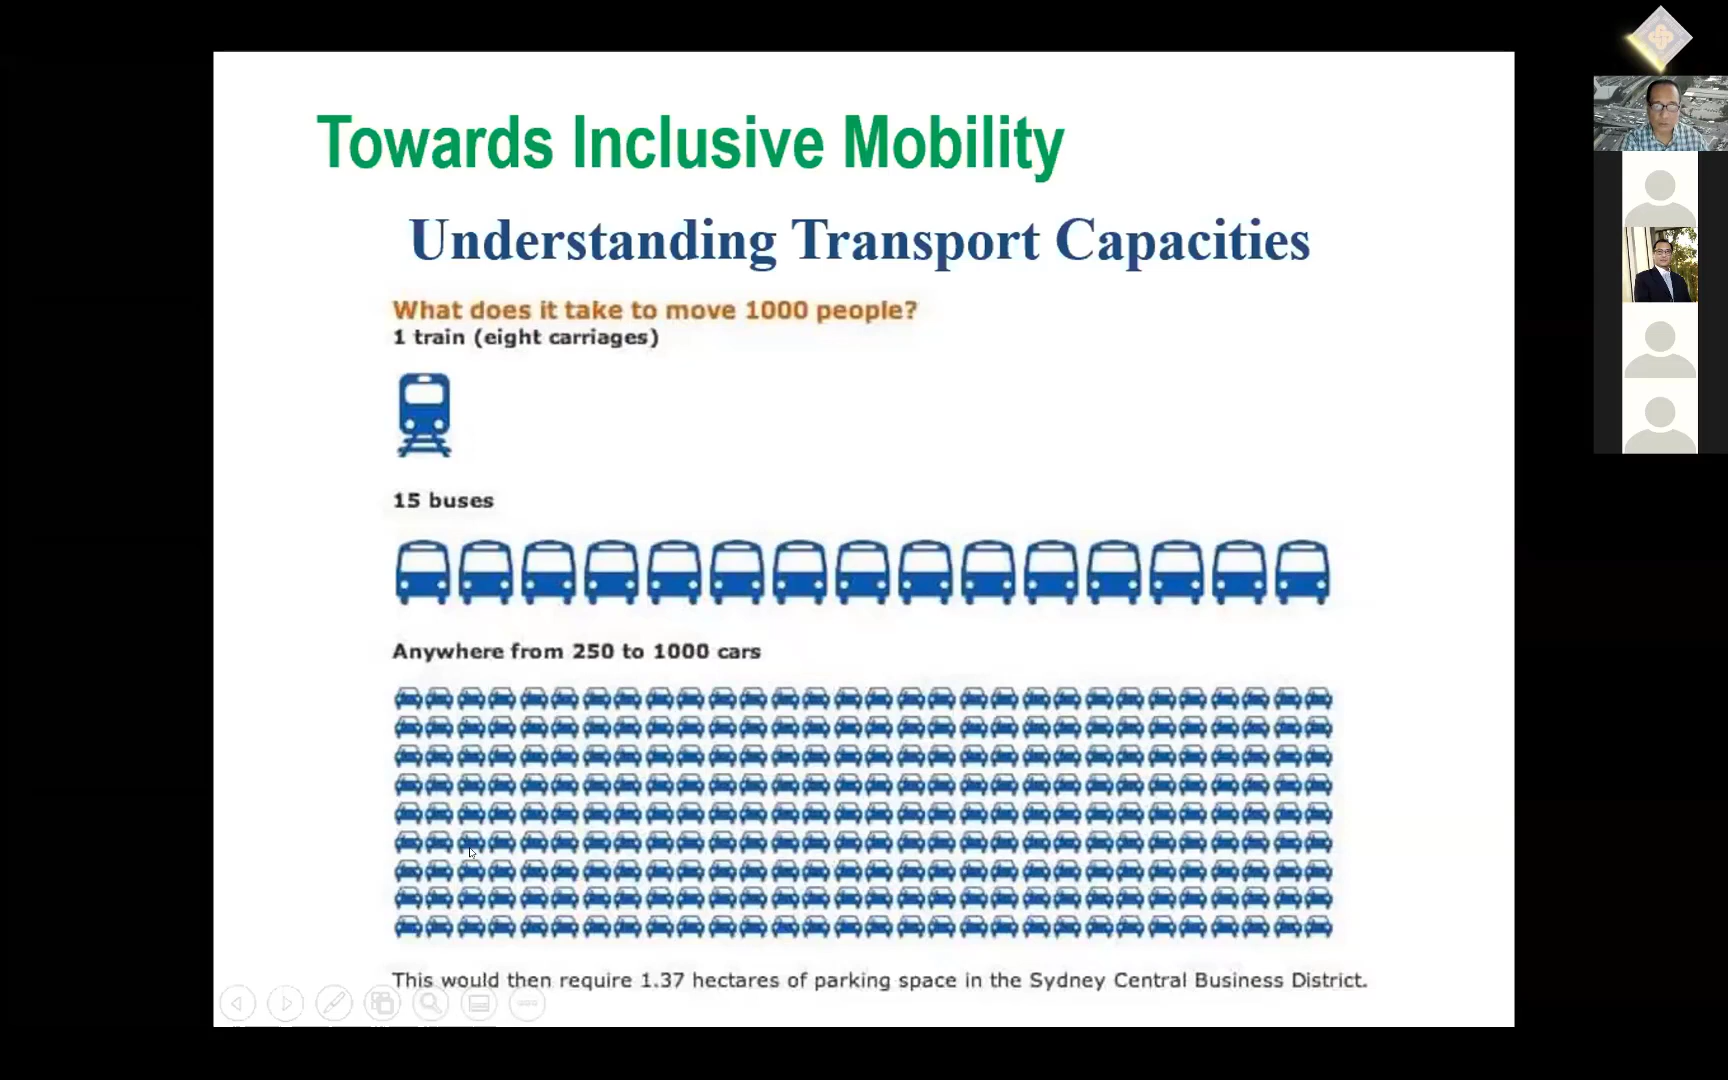 Towards Inclusive Mobility
Understanding Transport Capacities
What does it take to move 1000 people?
1 train (eight carriages)
15 buses
Anywhere from 250 to 1000 cars
This would then require 1.37 hectares of parking space in the Sydney Central Business District.